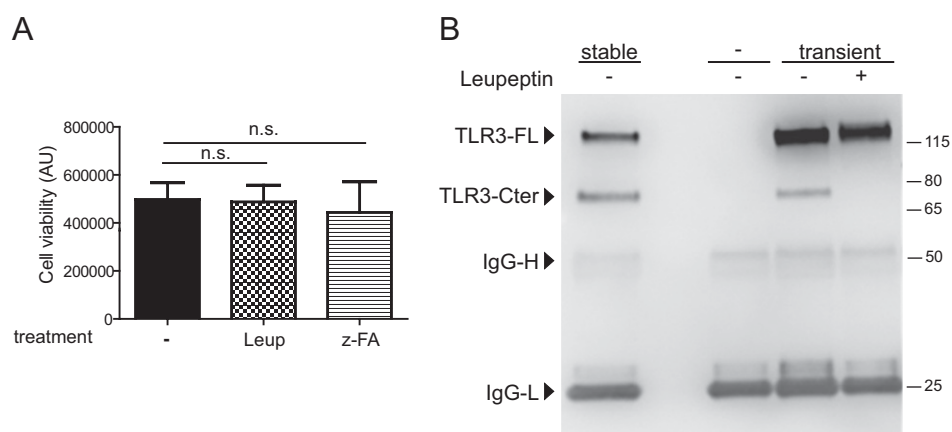 A
Cell viability (AU)
800000
600000
400000
200000
0
n.s.
n.s.
treatment - Leup z-FA
B
stable - transient
Leupeptin - - - +
TLR3-FL
TLR3-Cter
IgG-H
IgG-L
115
80
65
50
25